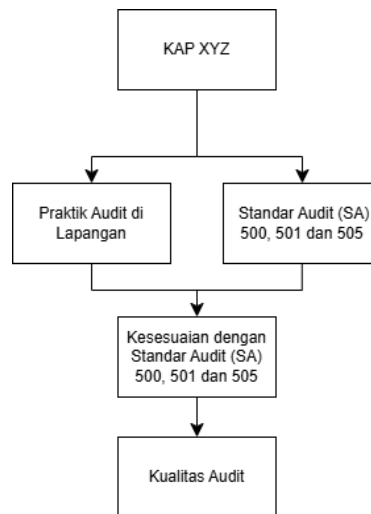 KAP XYZ
Praktik Audit di
Lapangan
Standar Audit (SA)
500, 501 dan 505
Kesesuaian dengan
Standar Audit (SA)
500, 501 dan 505
Kualitas Audit